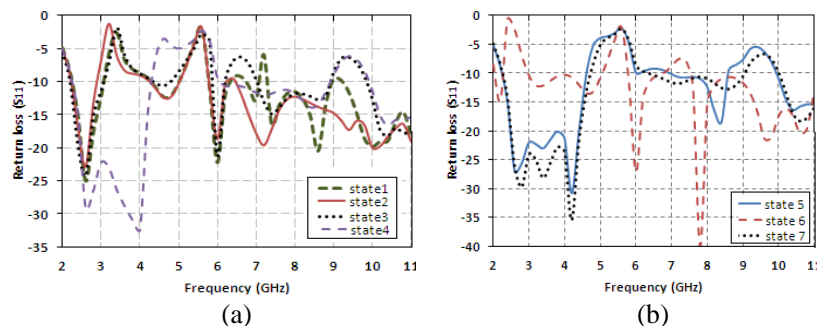 0
-5
-10
-15
-20
-25
-30
-35
Return loss (S11)
2 3 4 5 6 7 8 9 10 11
Frequency (GHz)
state1
state2
state3
state4
(a)
0
-5
-10
-15
-20
-25
-30
-35
-40
Return loss (S11)
2 3 4 5 6 7 8 9 10 11
Frequency (GHz)
state 5
state 6
state 7
(b)